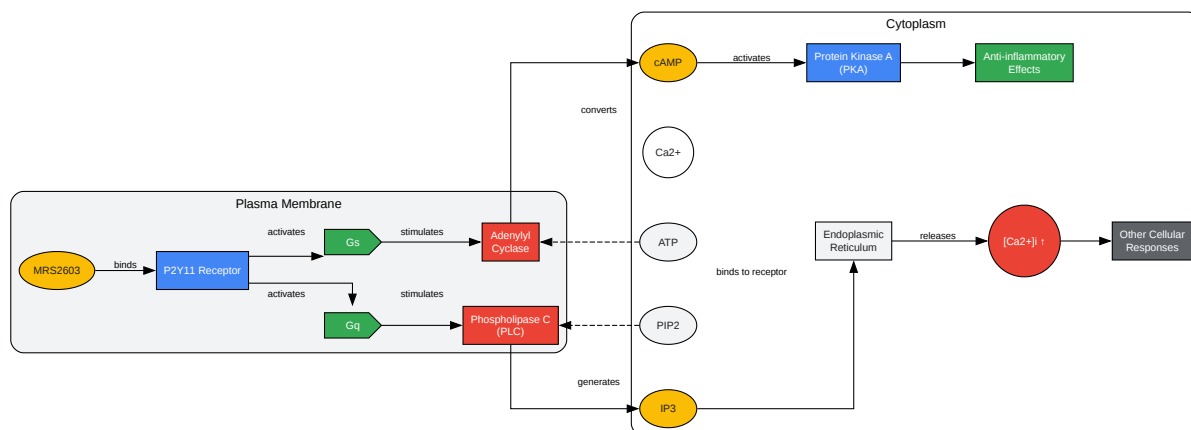 Cytoplasm
cAMP
activates
Protein Kinase A
(PKA)
Anti-inflammatory
Effects
converts
Ca2+
Plasma Membrane
MRS2603
binds
P2Y11 Receptor
activates
Gs
stimulates
Adenylyl
Cyclase
ATP
activates
Gq
stimulates
Phospholipase C
(PLC)
PIP2
binds to receptor
Endoplasmic
Reticulum
releases
[Ca2+]i ↑
Other Cellular
Responses
generates
IP3